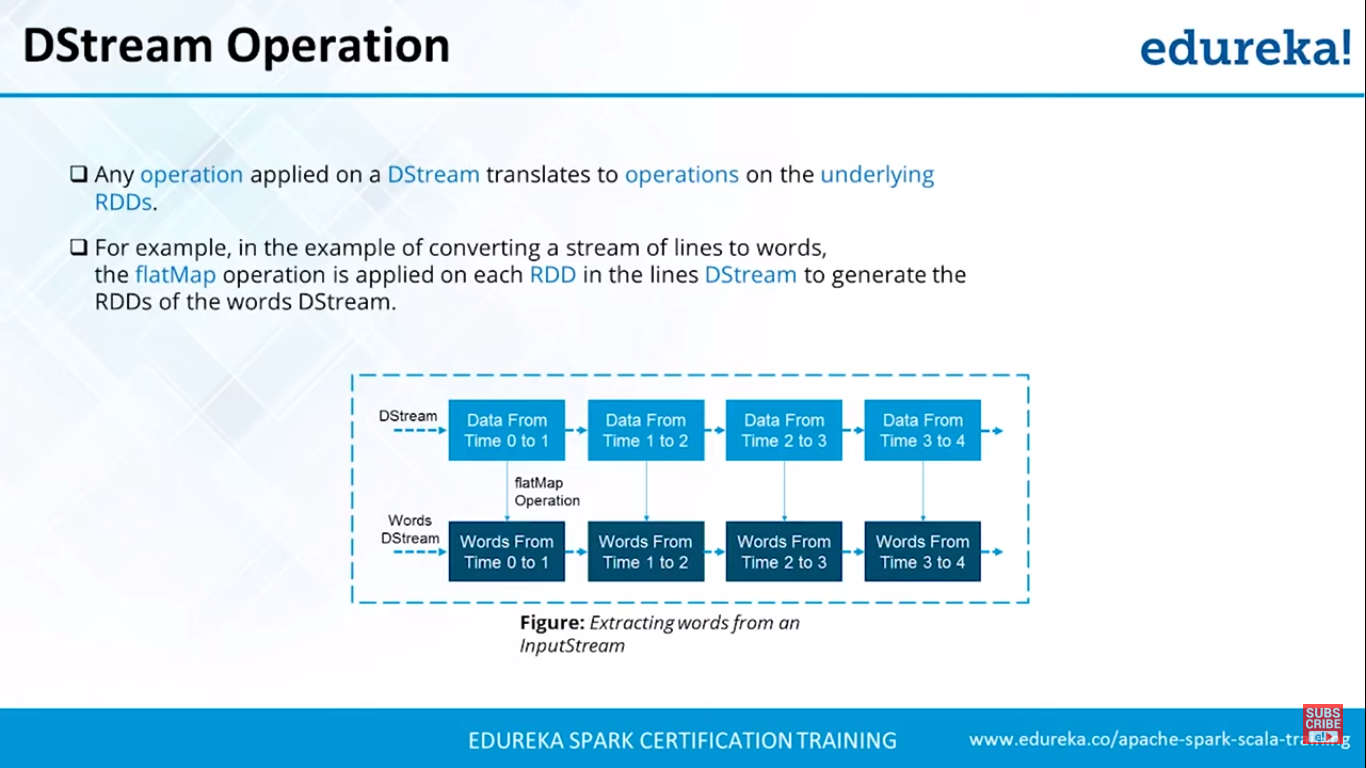 DStream Operation
edureka!
❑ Any operation applied on a DStream translates to operations on the underlying
RDDs.
❑ For example, in the example of converting a stream of lines to words,
the flatMap operation is applied on each RDD in the lines DStream to generate the
RDDs of the words DStream.
DStream
Data From
Time 0 to 1
Data From
Time 1 to 2
Data From
Time 2 to 3
Data From
Time 3 to 4
flatMap
Operation
Words
DStream
Words From
Time 0 to 1
Words From
Time 1 to 2
Words From
Time 2 to 3
Words From
Time 3 to 4
Figure: Extracting words from an
InputStream
EDUREKA SPARK CERTIFICATION TRAINING
www.edureka.co/apache-spark-scala-training
SUBS
CRIBE
e!